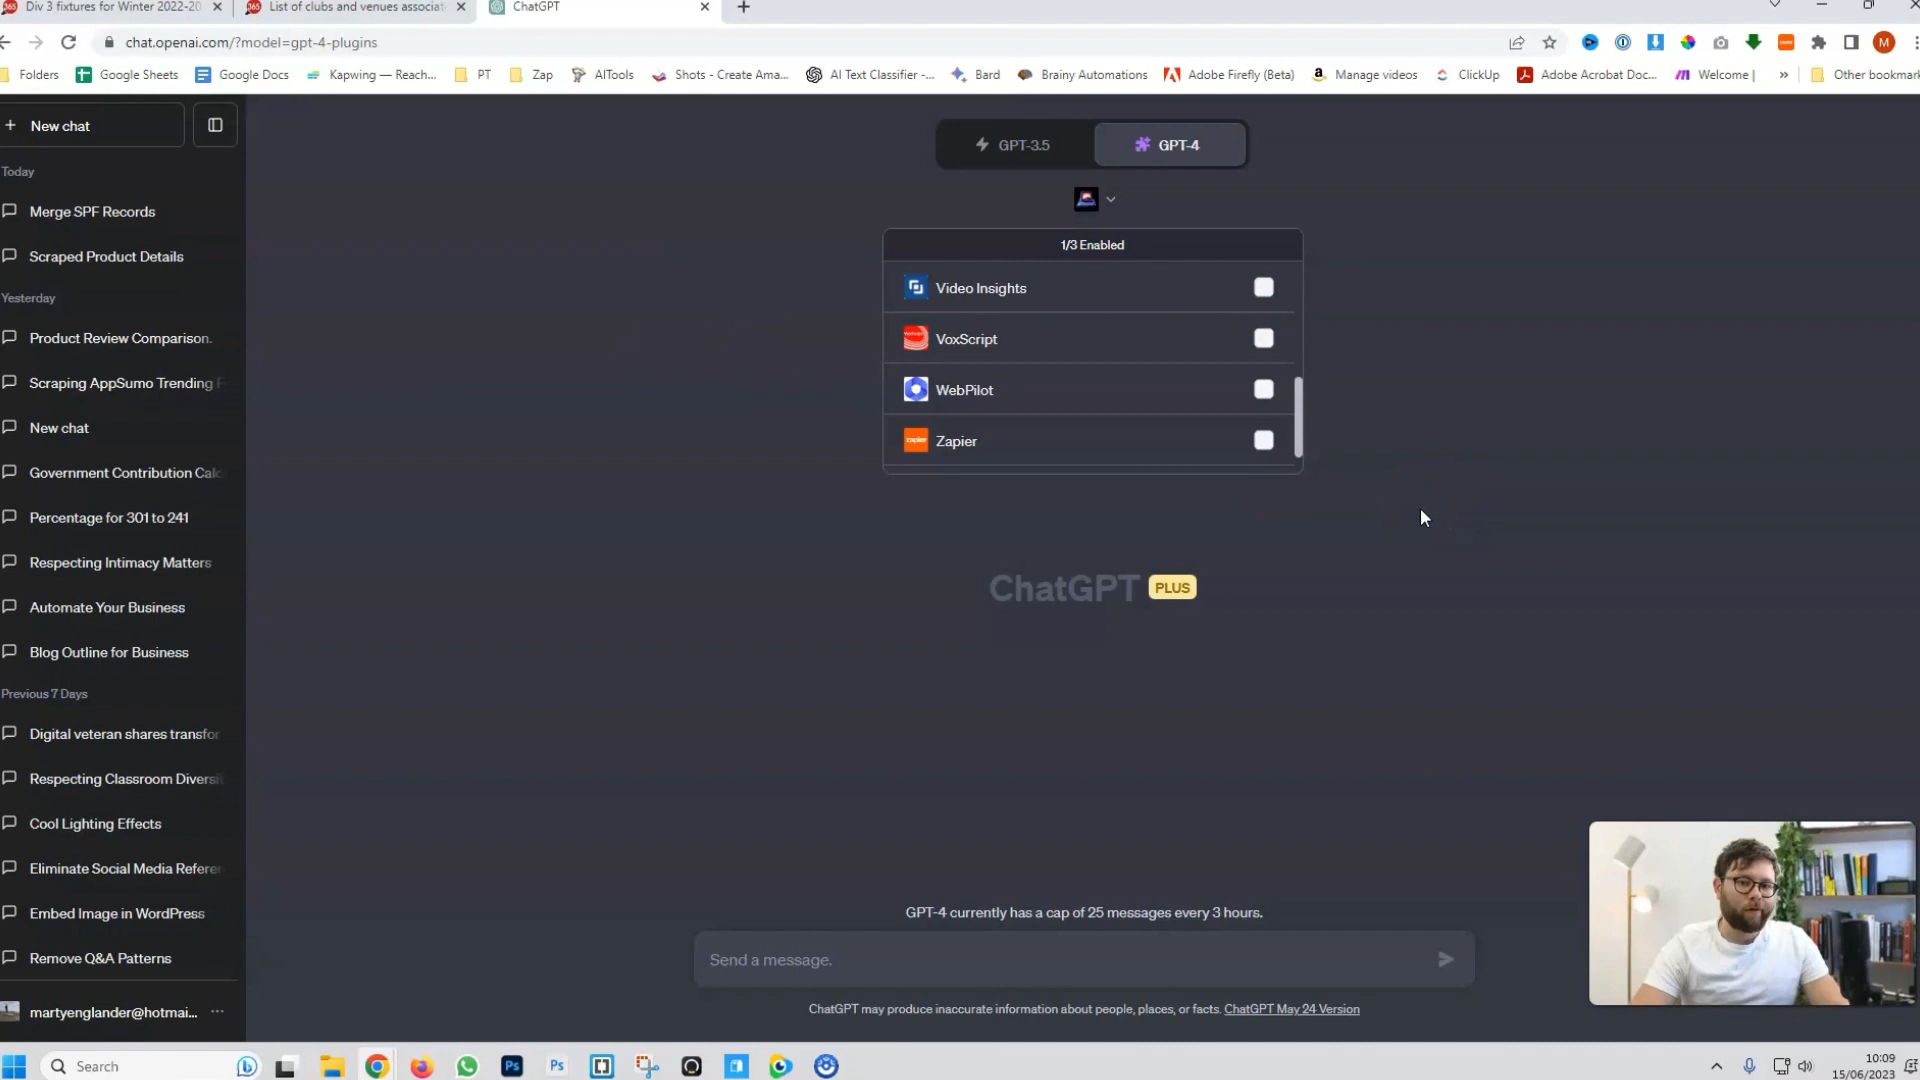 Div 3 fixtures for Winter 2022-20
List of clubs and venues associat
ChatGPT
chat.openai.com/?model=gpt-4-plugins
M
Folders
Google Sheets
Google Docs
Kapwing — Reach...
PT
Zap
AITools
Shots - Create Ama...
AI Text Classifier -...
Bard
Brainy Automations
Adobe Firefly (Beta)
Manage videos
ClickUp
Adobe Acrobat Doc...
Welcome |
»
Other bookmark
+ New chat
Today
Merge SPF Records
Scraped Product Details
Yesterday
Product Review Comparison.
Scraping AppSumo Trending P
New chat
Government Contribution Calc
Percentage for 301 to 241
Respecting Intimacy Matters
Automate Your Business
Blog Outline for Business
Previous 7 Days
Digital veteran shares transfor
Respecting Classroom Diversi
Cool Lighting Effects
Eliminate Social Media Referen
Embed Image in WordPress
Remove Q&A Patterns
martyenglander@hotmai...
GPT-3.5
GPT-4
1/3 Enabled
Video Insights
VoxScript
WebPilot
Zapier
ChatGPT PLUS
GPT-4 currently has a cap of 25 messages every 3 hours.
Send a message.
ChatGPT may produce inaccurate information about people, places, or facts. ChatGPT May 24 Version
Search
Ps
Ps
10:09
15/06/2023